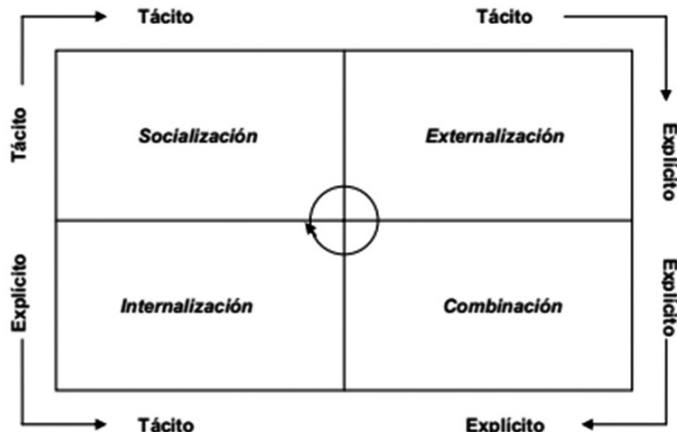 Tácito
Tácito
Tácito
Explícito
Socialización
Externalización
Explícito
Explícito
Internalización
Combinación
Tácito
Explícito